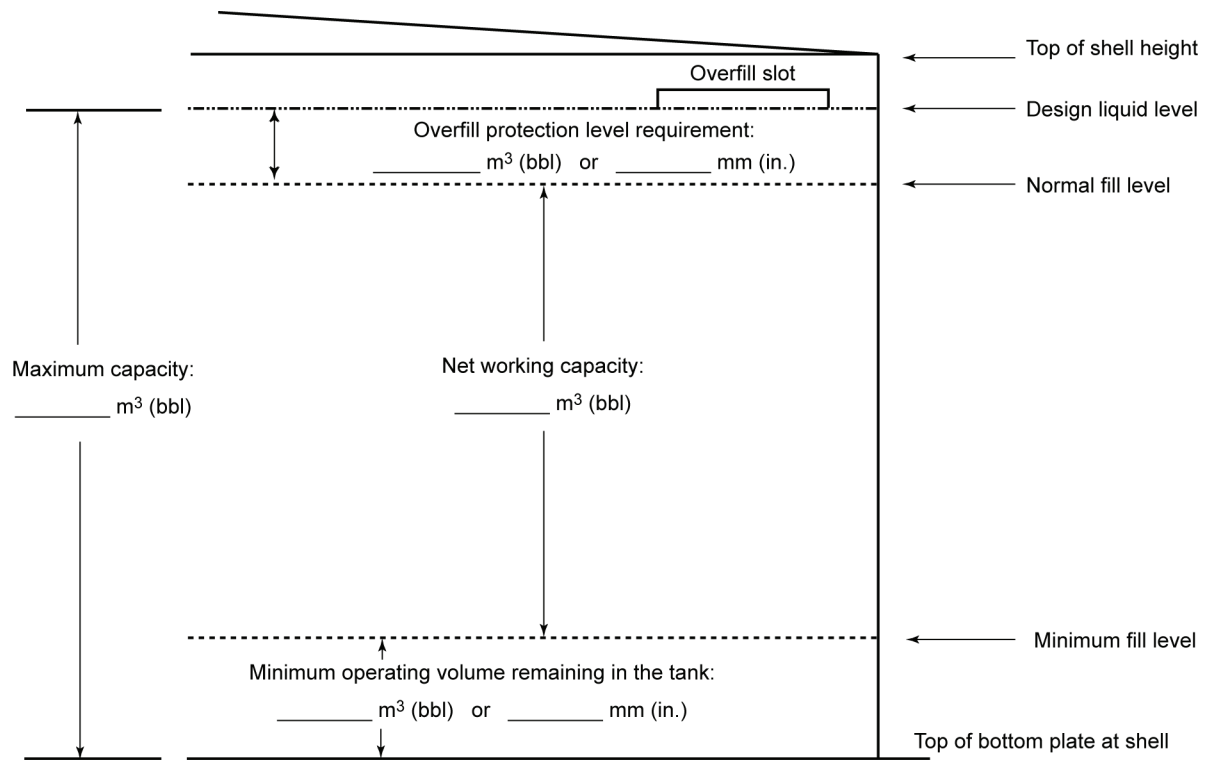 Top of shell height
Overfill slot
Design liquid level
Overfill protection level requirement:
_________ m³ (bbl) or ________ mm (in.)
Normal fill level
Maximum capacity:
________ m³ (bbl)
Net working capacity:
________ m³ (bbl)
Minimum fill level
Minimum operating volume remaining in the tank:
________ m³ (bbl) or ________ mm (in.)
Top of bottom plate at shell